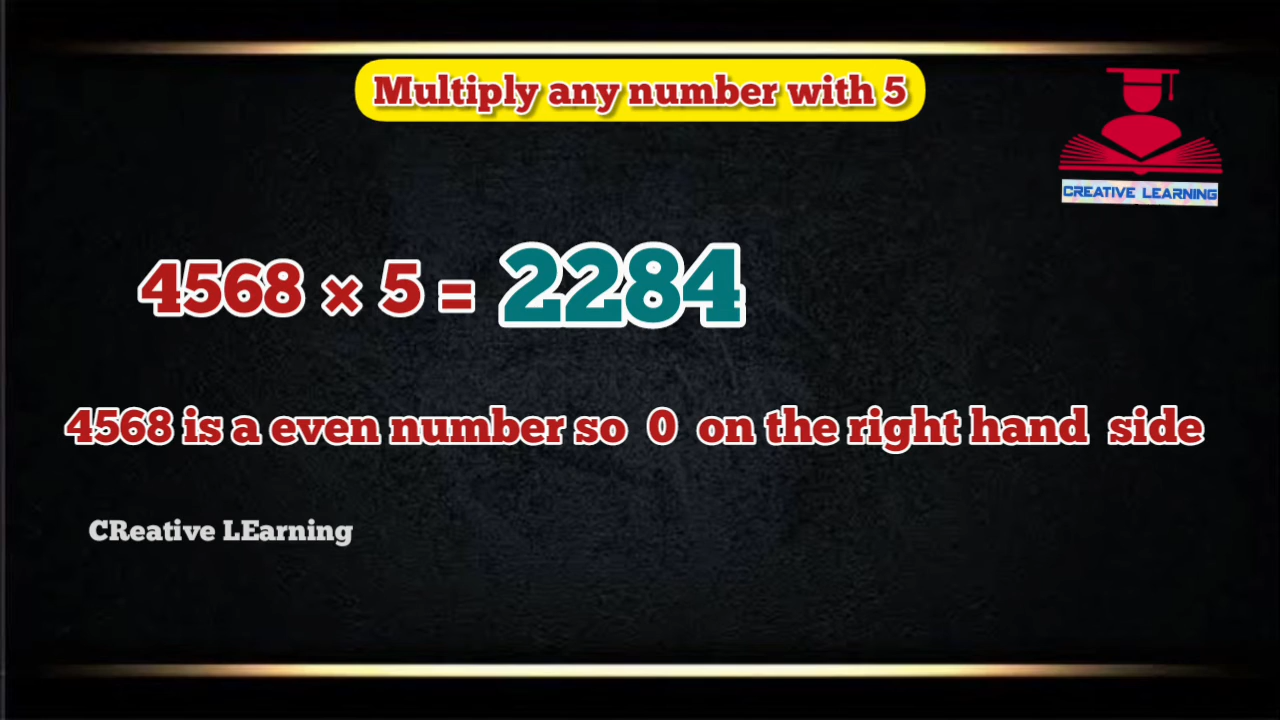 Multiply any number with 5
CREATIVE LEARNING
4568 × 5 = 2284
4568 is a even number so 0 on the right hand side
CReative LEarning